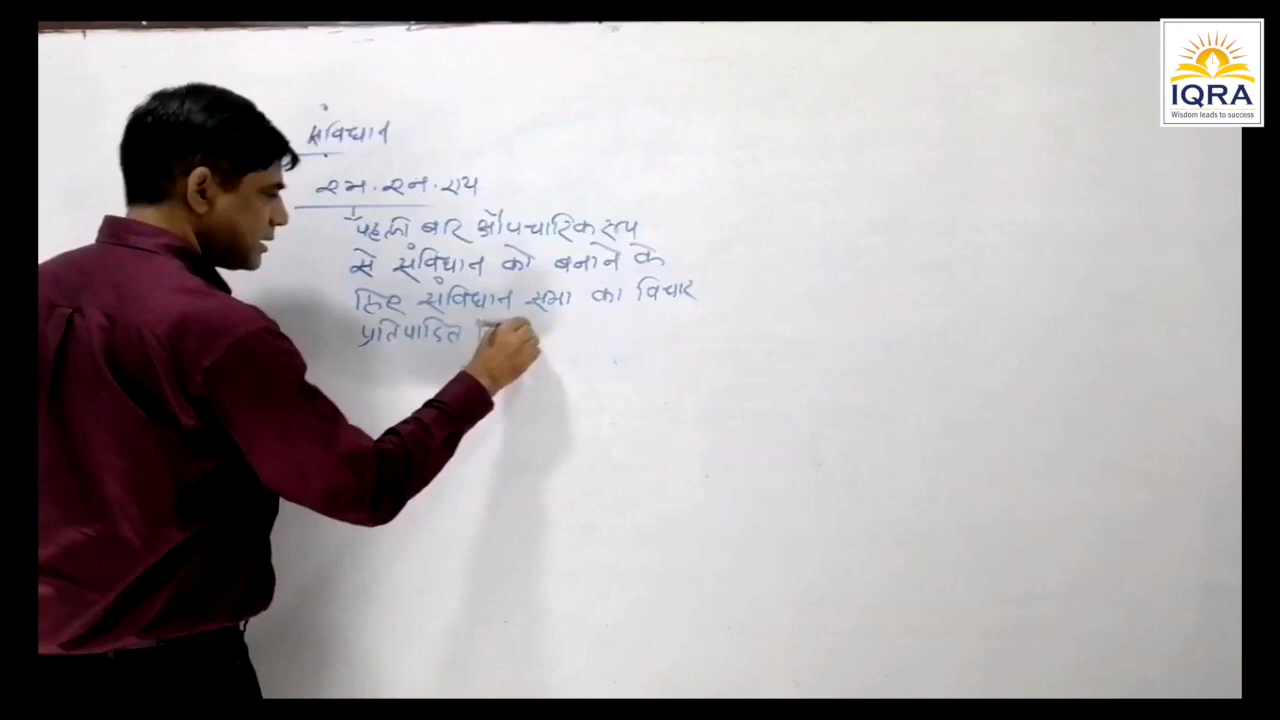 संविधान
एम.एन.राय
पहली बार औपचारिक रूप
से संविधान को बनाने के
लिए संविधान सभा का विचार
प्रतिपादित
IQRA
Wisdom leads to success